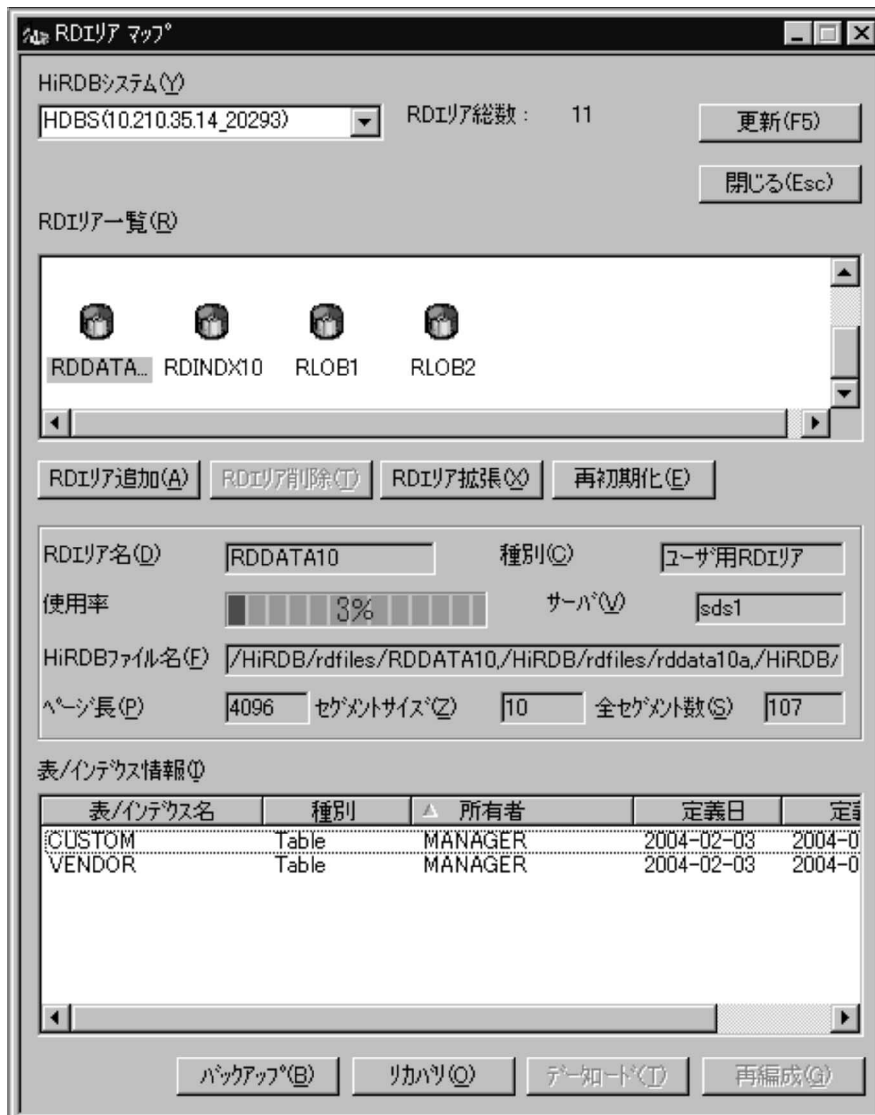 RDｴﾘｱ ﾏｯﾌﾟ
HiRDBｼｽﾃﾑ(Y)
HDBS(10.210.35.14_20293) RDｴﾘｱ総数： 11 更新(F5)
閉じる(Esc)
RDｴﾘｱ一覧(R)
RDDATA... RDINDX10 RLOB1 RLOB2
RDｴﾘｱ追加(A) RDｴﾘｱ削除(T) RDｴﾘｱ拡張(X) 再初期化(E)
RDｴﾘｱ名(D) RDDATA10 種別(C) ﾕｰｻﾞ用RDｴﾘｱ
使用率 3% ｻｰﾊﾞ(V) sds1
HiRDBﾌｧｲﾙ名(F) /HiRDB/rdfiles/RDDATA10,/HiRDB/rdfiles/rddata10a,/HiRDB/
ﾍﾟｰｼﾞ長(P) 4096 ｾｸﾞﾒﾝﾄｻｲｽﾞ(Z) 10 全ｾｸﾞﾒﾝﾄ数(S) 107
表/ｲﾝﾃﾞｸｽ情報(I)
表/ｲﾝﾃﾞｸｽ名 種別 所有者 定義日 定義
CUSTOM Table MANAGER 2004-02-03 2004-0
VENDOR Table MANAGER 2004-02-03 2004-0
ﾊﾞｯｸｱｯﾌﾟ(B) ﾘｶﾊﾞﾘ(O) ﾃﾞｰﾀﾛｰﾄﾞ(T) 再編成(G)